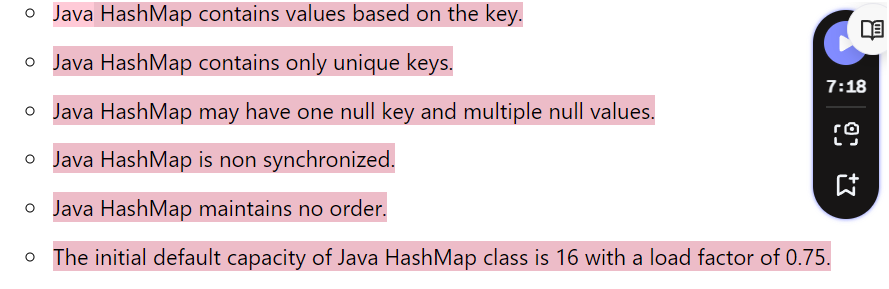 Java HashMap contains values based on the key.
7:18
Java HashMap contains only unique keys.
Java HashMap may have one null key and multiple null values.
Java HashMap is non synchronized.
Java HashMap maintains no order.
The initial default capacity of Java HashMap class is 16 with a load factor of 0.75.